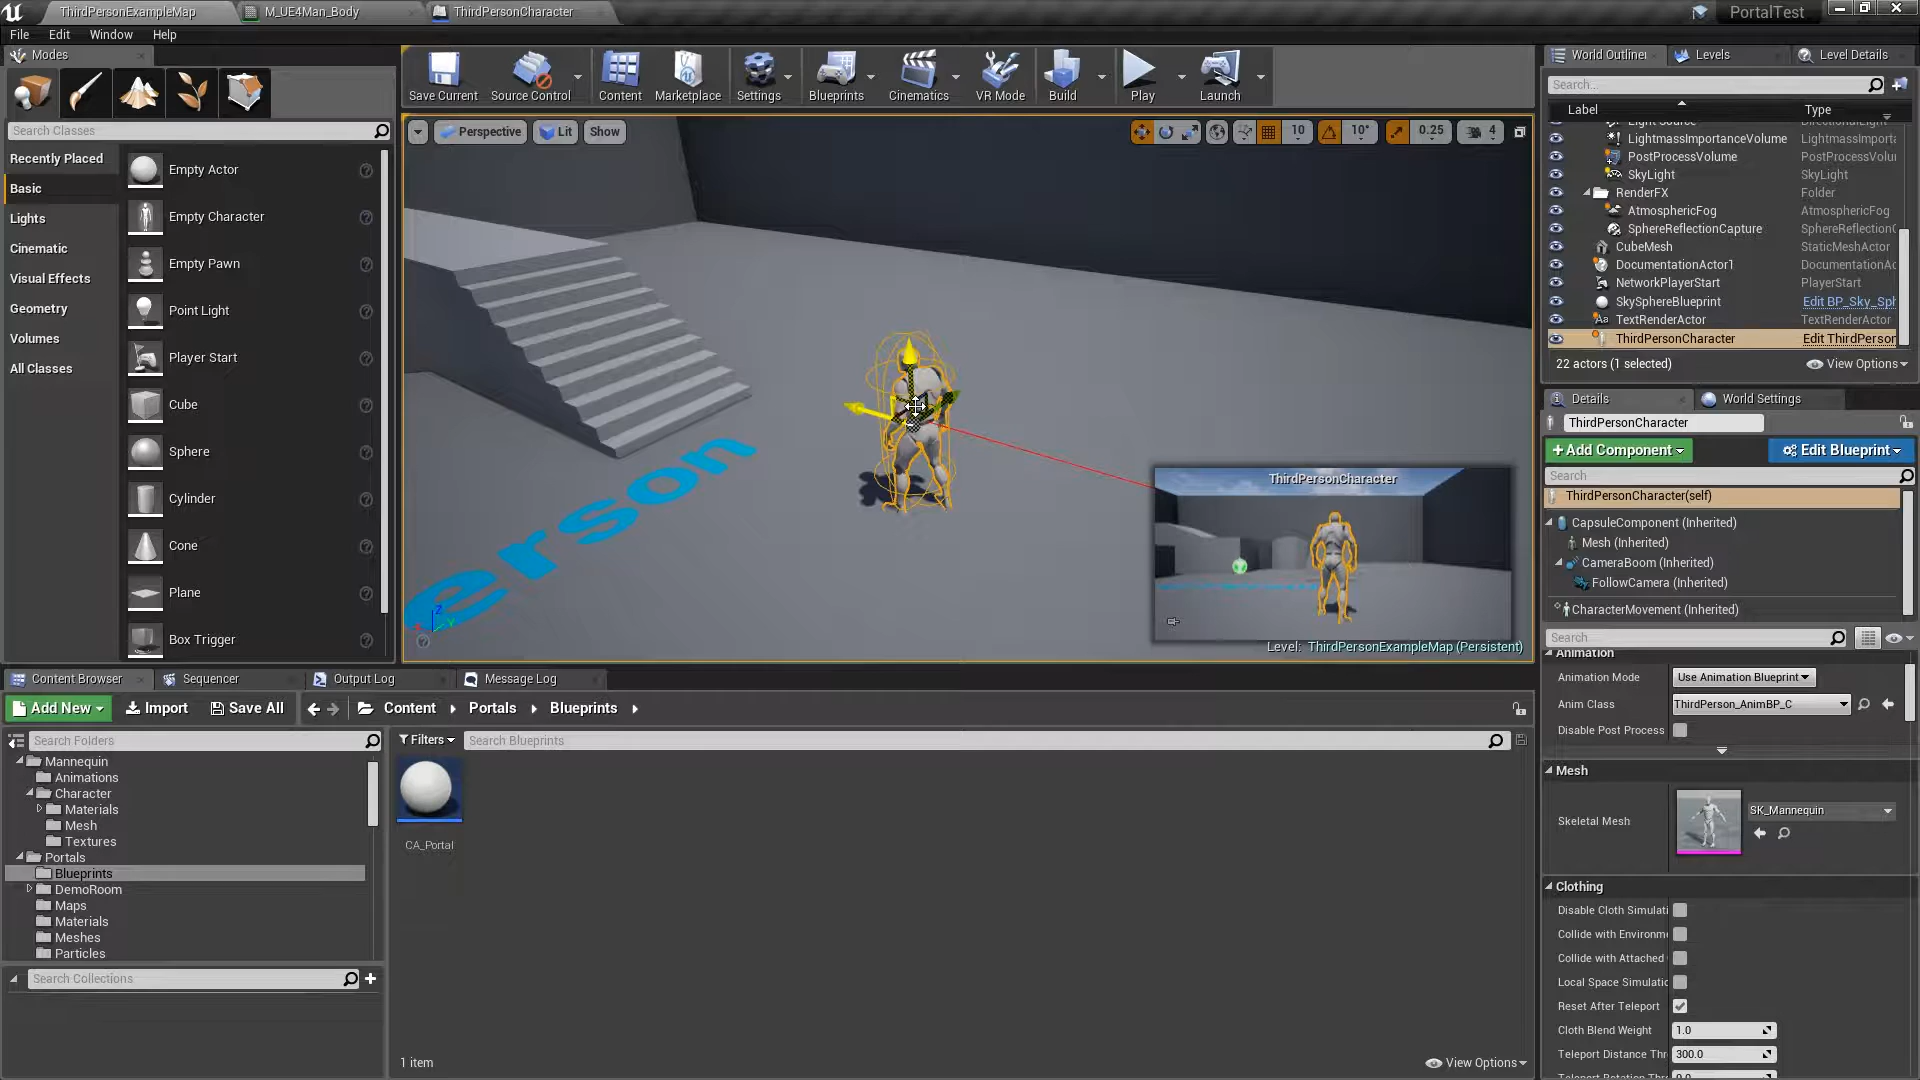 ThirdPersonExampleMap
M_UE4Man_Body
ThirdPersonCharacter
PortalTest
File Edit Window Help
Modes
Search Classes
Recently Placed
Basic
Lights
Cinematic
Visual Effects
Geometry
Volumes
All Classes
Empty Actor
Empty Character
Empty Pawn
Point Light
Player Start
Cube
Sphere
Cylinder
Cone
Plane
Box Trigger
Save Current
Source Control
Content
Marketplace
Settings
Blueprints
Cinematics
VR Mode
Build
Play
Launch
Perspective
Lit
Show
10
10°
0.25
4
erson
ThirdPersonCharacter
Level: ThirdPersonExampleMap (Persistent)
World Outliner
Levels
Level Details
Search...
Label Type
LightmassImportanceVolume Lightmass
PostProcessVolume PostProcessVolu
SkyLight SkyLight
RenderFX Folder
AtmosphericFog AtmosphericFog
SphereReflectionCapture SphereReflection
CubeMesh StaticMeshActor
DocumentationActor1 DocumentationAc
NetworkPlayerStart PlayerStart
SkySphereBlueprint Edit BP_Sky_Sph
TextRenderActor TextRenderActor
ThirdPersonCharacter Edit ThirdPerson
22 actors (1 selected)
View Options
Details
World Settings
ThirdPersonCharacter
+Add Component
Edit Blueprint
Search
ThirdPersonCharacter(self)
CapsuleComponent (Inherited)
Mesh (Inherited)
CameraBoom (Inherited)
FollowCamera (Inherited)
CharacterMovement (Inherited)
Search
Animation
Animation Mode Use Animation Blueprint
Anim Class ThirdPerson_AnimBP_C
Disable Post Process
Mesh
Skeletal Mesh SK_Mannequin
Clothing
Disable Cloth Simulati
Collide with Environme
Collide with Attached
Local Space Simulatio
Reset After Teleport
Cloth Blend Weight 1.0
Teleport Distance Thr 300.0
Content Browser
Sequencer
Output Log
Message Log
Add New
Import
Save All
Content Portals Blueprints
Search Folders
Filters
Search Blueprints
Mannequin
Animations
Character
Materials
Mesh
Textures
Portals
Blueprints
DemoRoom
Maps
Materials
Meshes
Particles
Search Collections
CA_Portal
1 item
View Options